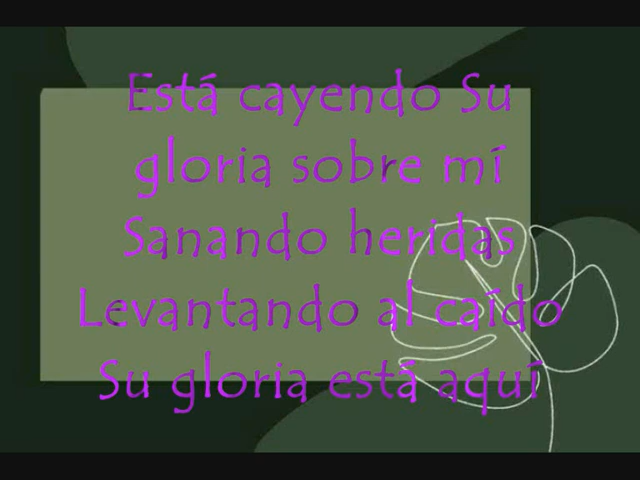 Está cayendo Su
gloria sobre mí
Sanando heridas
Levantando al caído
Su gloria está aquí